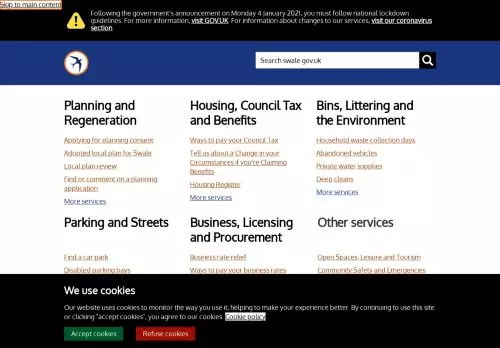 Skip to main content
Following the government's announcement on Monday 4 January 2021, you must follow national lockdown
guidelines. For more information, visit GOV.UK. For information about changes to our services, visit our coronavirus
section
Search swale.gov.uk
Planning and
Regeneration
Applying for planning consent
Adopted local plan for Swale
Local plan review
Find or comment on a planning
application
More services
Housing, Council Tax
and Benefits
Ways to pay your Council Tax
Tell us about a Change in your
Circumstances if you're Claiming
Benefits
Housing Register
More services
Bins, Littering and
the Environment
Household waste collection days
Abandoned vehicles
Private water supplies
Deep cleans
More services
Parking and Streets
Find a car park
Disabled parking bays
Business, Licensing
and Procurement
Business rate relief
Ways to pay your business rates
Other services
Open Spaces, Leisure and Tourism
Community Safety and Emergencies
We use cookies
Our website uses cookies to monitor the way you use it, helping to make your experience better. By continuing to use this site
or clicking "accept cookies", you agree to our cookies. Cookie policy
Accept cookies
Refuse cookies